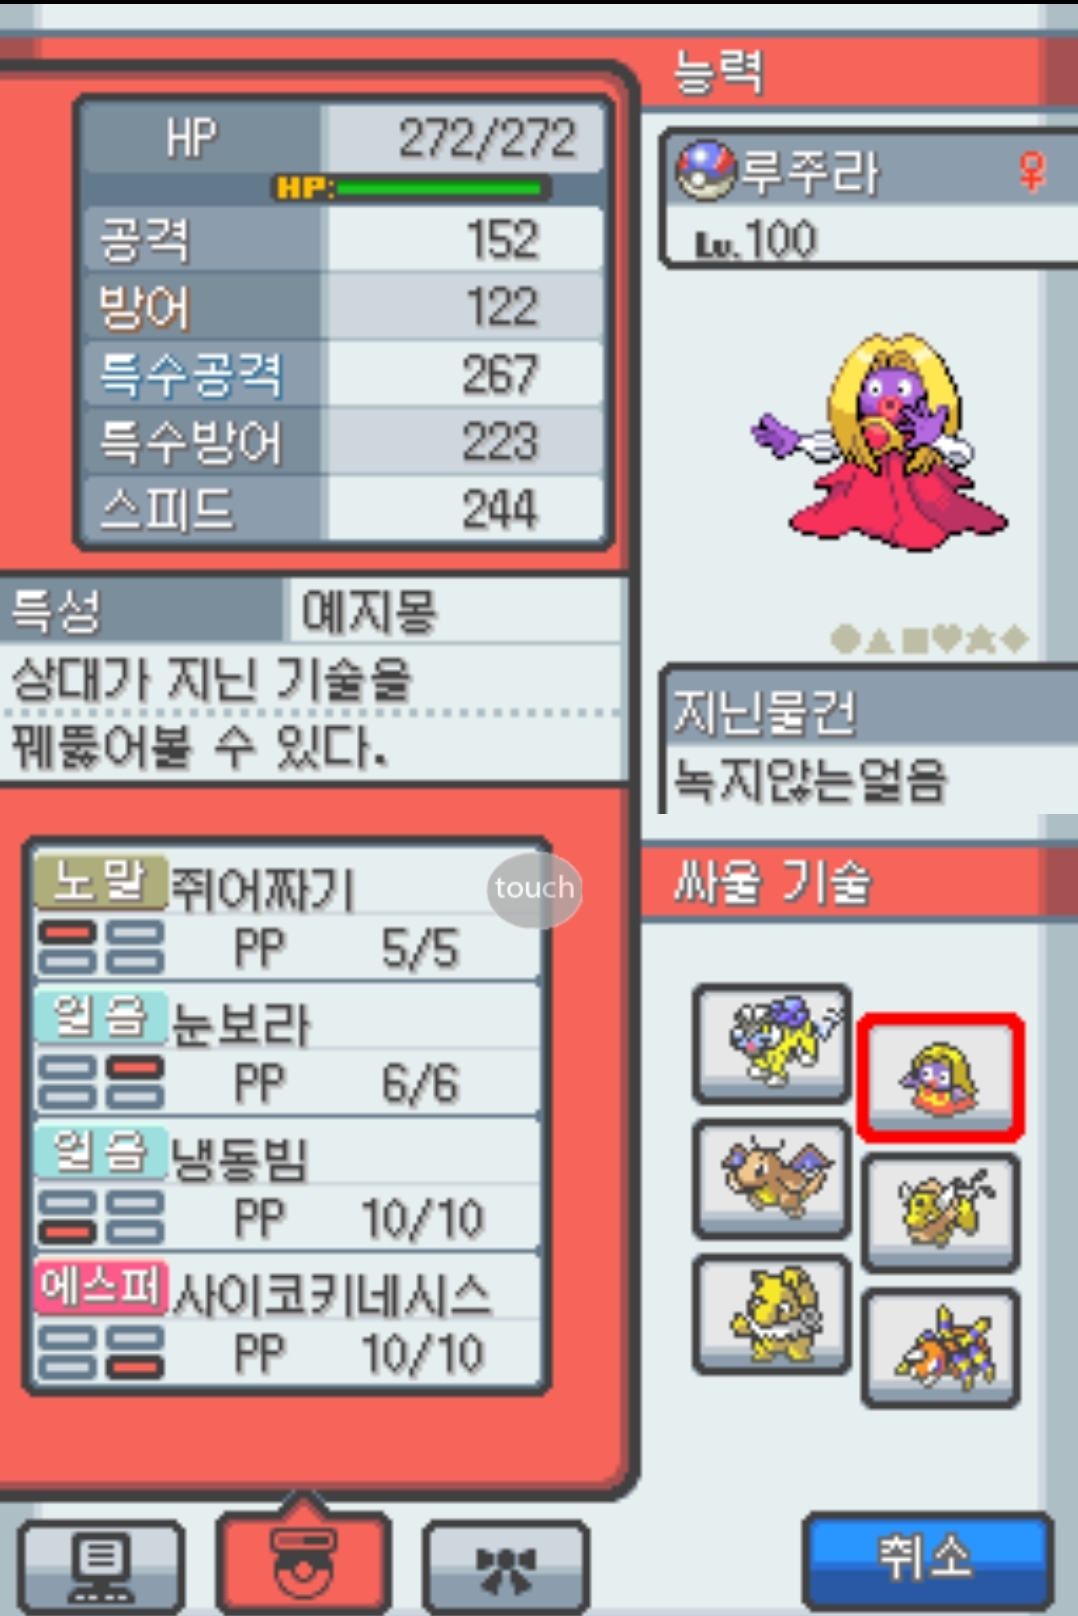 능력
HP 272/272
HP:
공격 152
방어 122
특수공격 267
특수방어 223
스피드 244
루주라 ♀
Lv.100
특성 예지몽
상대가 지닌 기술을
꿰뚫어볼 수 있다.
지닌물건
녹지않는얼음
싸울 기술
노말 쥐어짜기
PP 5/5
얼음 눈보라
PP 6/6
얼음 냉동빔
PP 10/10
에스퍼 사이코키네시스
PP 10/10
touch
취소